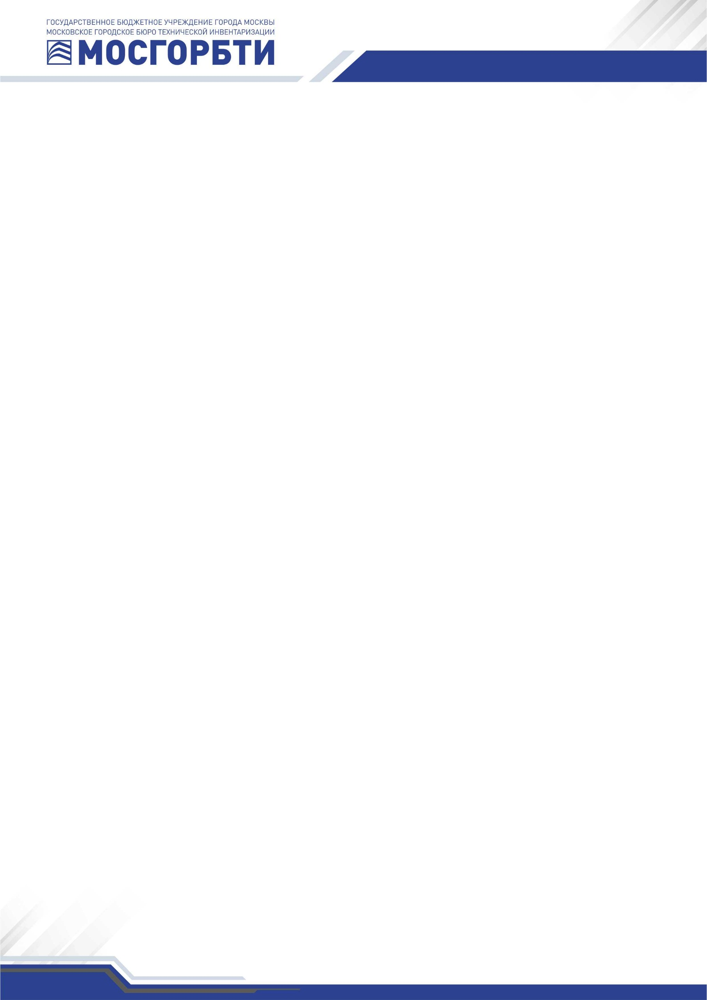 ГОСУДАРСТВЕННОЕ БЮДЖЕТНОЕ УЧРЕЖДЕНИЕ ГОРОДА МОСКВЫ
МОСКОВСКОЕ ГОРОДСКОЕ БЮРО ТЕХНИЧЕСКОЙ ИНВЕНТАРИЗАЦИИ
МОСГОРБТИ